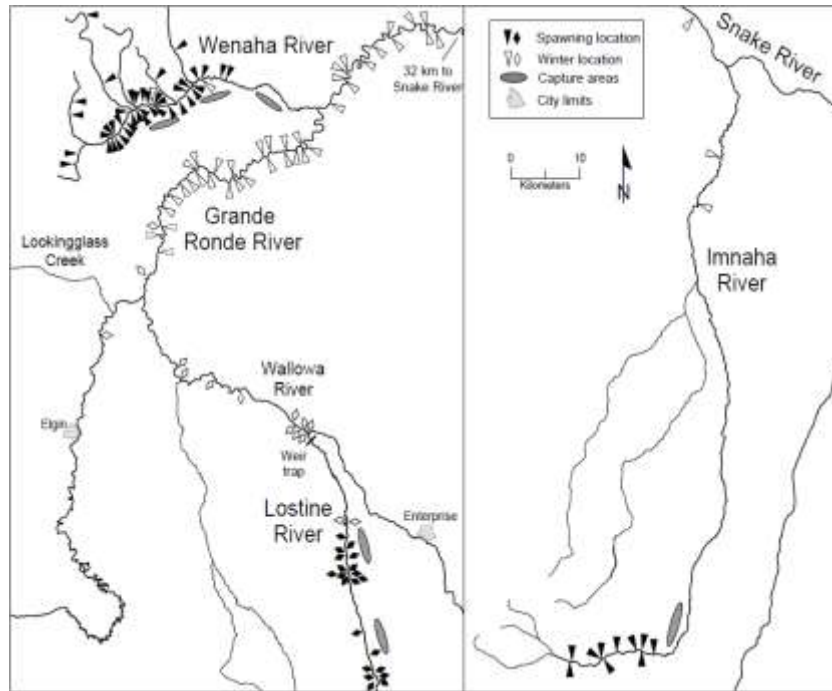 Wenaha River
32 km to
Snake River
Grande
Ronde River
Lookingglass
Creek
Wallowa
River
Elgin
Weir
trap
Lostine
River
Enterprise
Snake River
Spawning location
Winter location
Capture areas
City limits
0 10
Kilometers
N
Imnaha
River